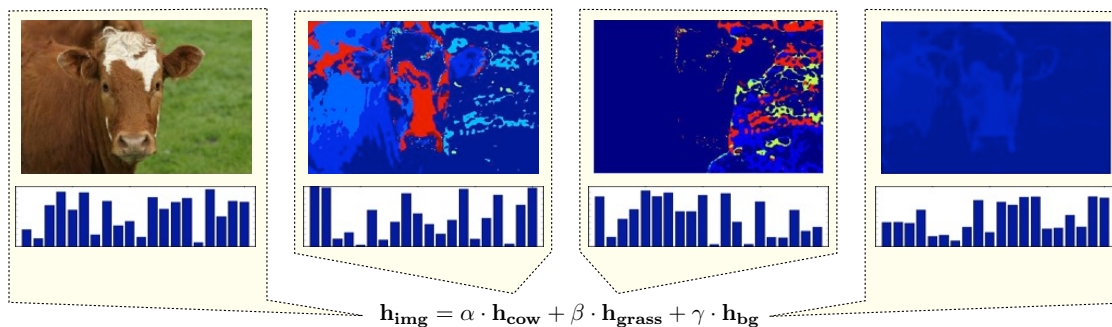 h_img = α · h_cow + β · h_grass + γ · h_bg